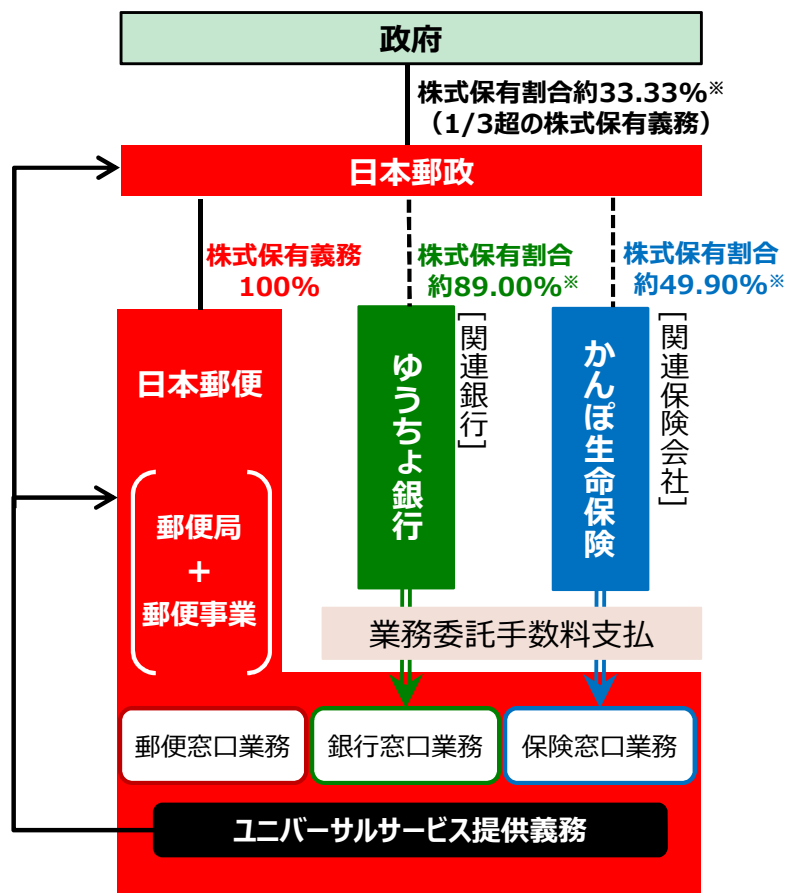 政府
株式保有割合約33.33%※
（1/3超の株式保有義務）
日本郵政
株式保有義務
100%
株式保有割合
約89.00%※
株式保有割合
約49.90%※
日本郵便
郵便局
+
郵便事業
ゆうちょ銀行
[関連銀行]
かんぽ生命保険
[関連保険会社]
業務委託手数料支払
郵便窓口業務
銀行窓口業務
保険窓口業務
ユニバーサルサービス提供義務